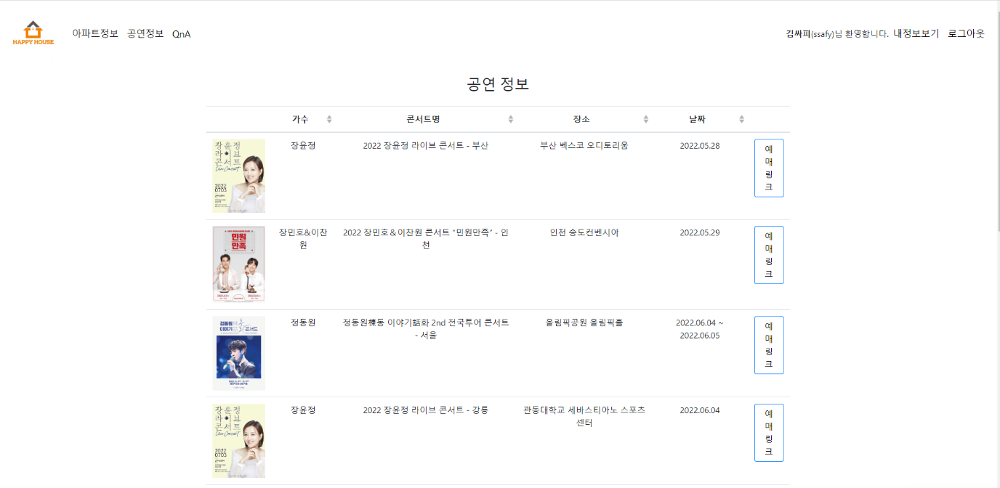 HAPPY HOUSE
아파트정보 공연정보 QnA
김싸피(ssafy)님 환영합니다. 내정보보기 로그아웃
공연 정보
가수 콘서트명 장소 날짜
장윤정
라이브
콘서트
Live Concert
2022
0703
장윤정
2022 장윤정 라이브 콘서트 - 부산
부산 벡스코 오디토리움
2022.05.28
예
매
링
크
민원
만족
장민호&이찬
원
2022 장민호＆이찬원 콘서트 “민원만족” - 인
천
인천 송도컨벤시아
2022.05.29
예
매
링
크
정동원
이야기
콘서트
정동원
정동원棟동 이야기話화 2nd 전국투어 콘서트
- 서울
올림픽공원 올림픽홀
2022.06.04 ~
2022.06.05
예
매
링
크
장윤정
라이브
콘서트
Live Concert
2022
0703
장윤정
2022 장윤정 라이브 콘서트 - 강릉
관동대학교 세바스티아노 스포츠
센터
2022.06.04
예
매
링
크